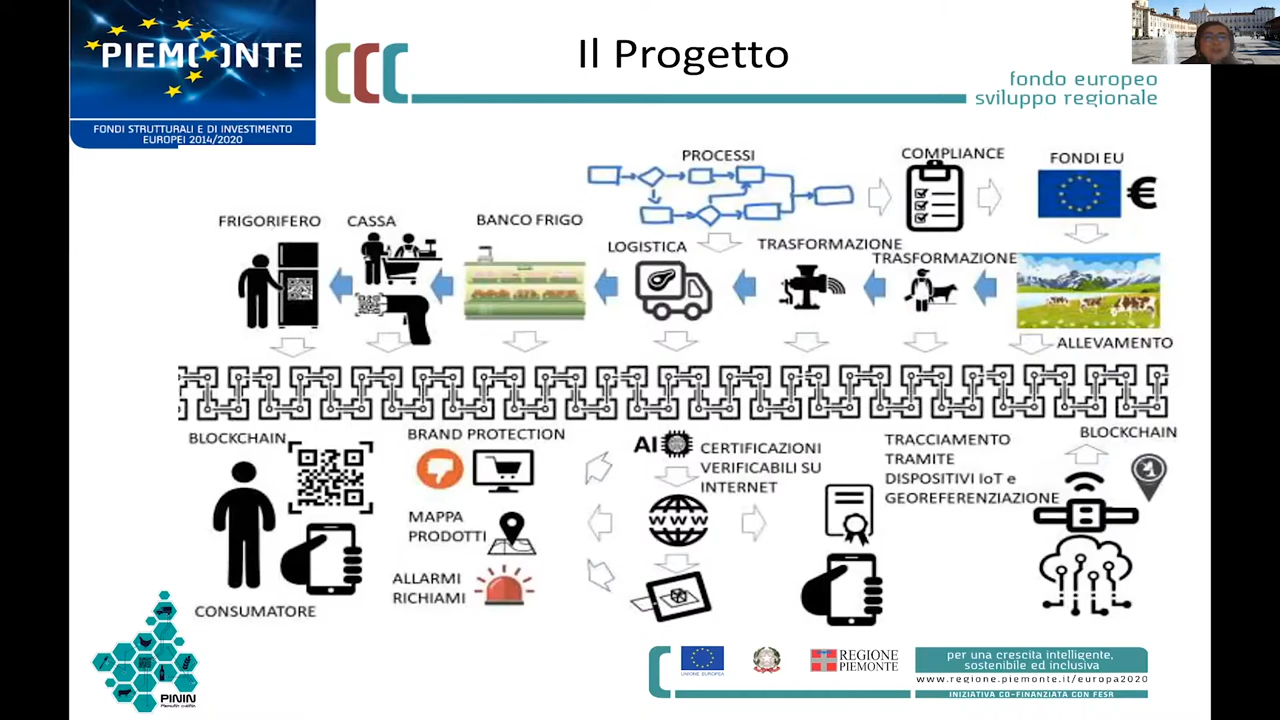 PIEMONTE
FONDI STRUTTURALI E DI INVESTIMENTO
EUROPEI 2014/2020
Il Progetto
fondo europeo
sviluppo regionale
PROCESSI
COMPLIANCE
FONDI EU
€
FRIGORIFERO
CASSA
BANCO FRIGO
LOGISTICA
TRASFORMAZIONE
TRASFORMAZIONE
ALLEVAMENTO
BLOCKCHAIN
BRAND PROTECTION
AI
CERTIFICAZIONI
VERIFICABILI SU
INTERNET
TRACCIAMENTO
TRAMITE
DISPOSITIVI IoT e
GEOREFERENZIAZIONE
BLOCKCHAIN
MAPPA
PRODOTTI
WWW
ALLARMI
RICHIAMI
CONSUMATORE
PININ
UNIONE EUROPEA
REGIONE
PIEMONTE
per una crescita intelligente,
sostenibile ed inclusiva
www.regione.piemonte.it/europa2020
INIZIATIVA CO-FINANZIATA CON FESR